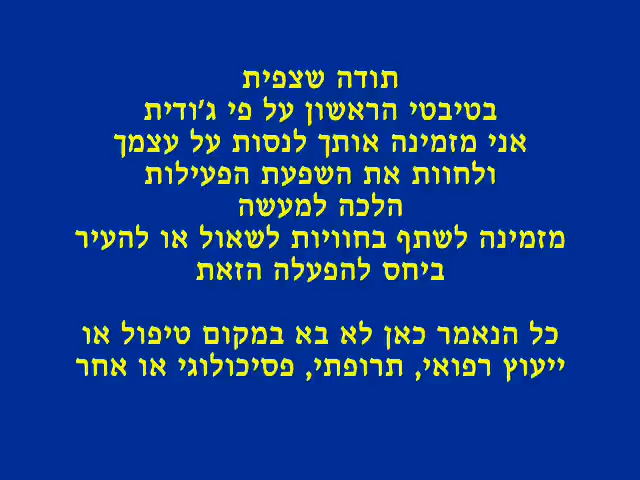 תודה שצפית
בטיבטי הראשון על פי ג'ודית
אני מזמינה אותך לנסות על עצמך
ולחוות את השפעת הפעילות
הלכה למעשה
מזמינה לשתף בחוויות לשאול או להעיר
ביחס להפעלה הזאת
כל הנאמר כאן לא בא במקום טיפול או
ייעוץ רפואי, תרופתי, פסיכולוגי או אחר